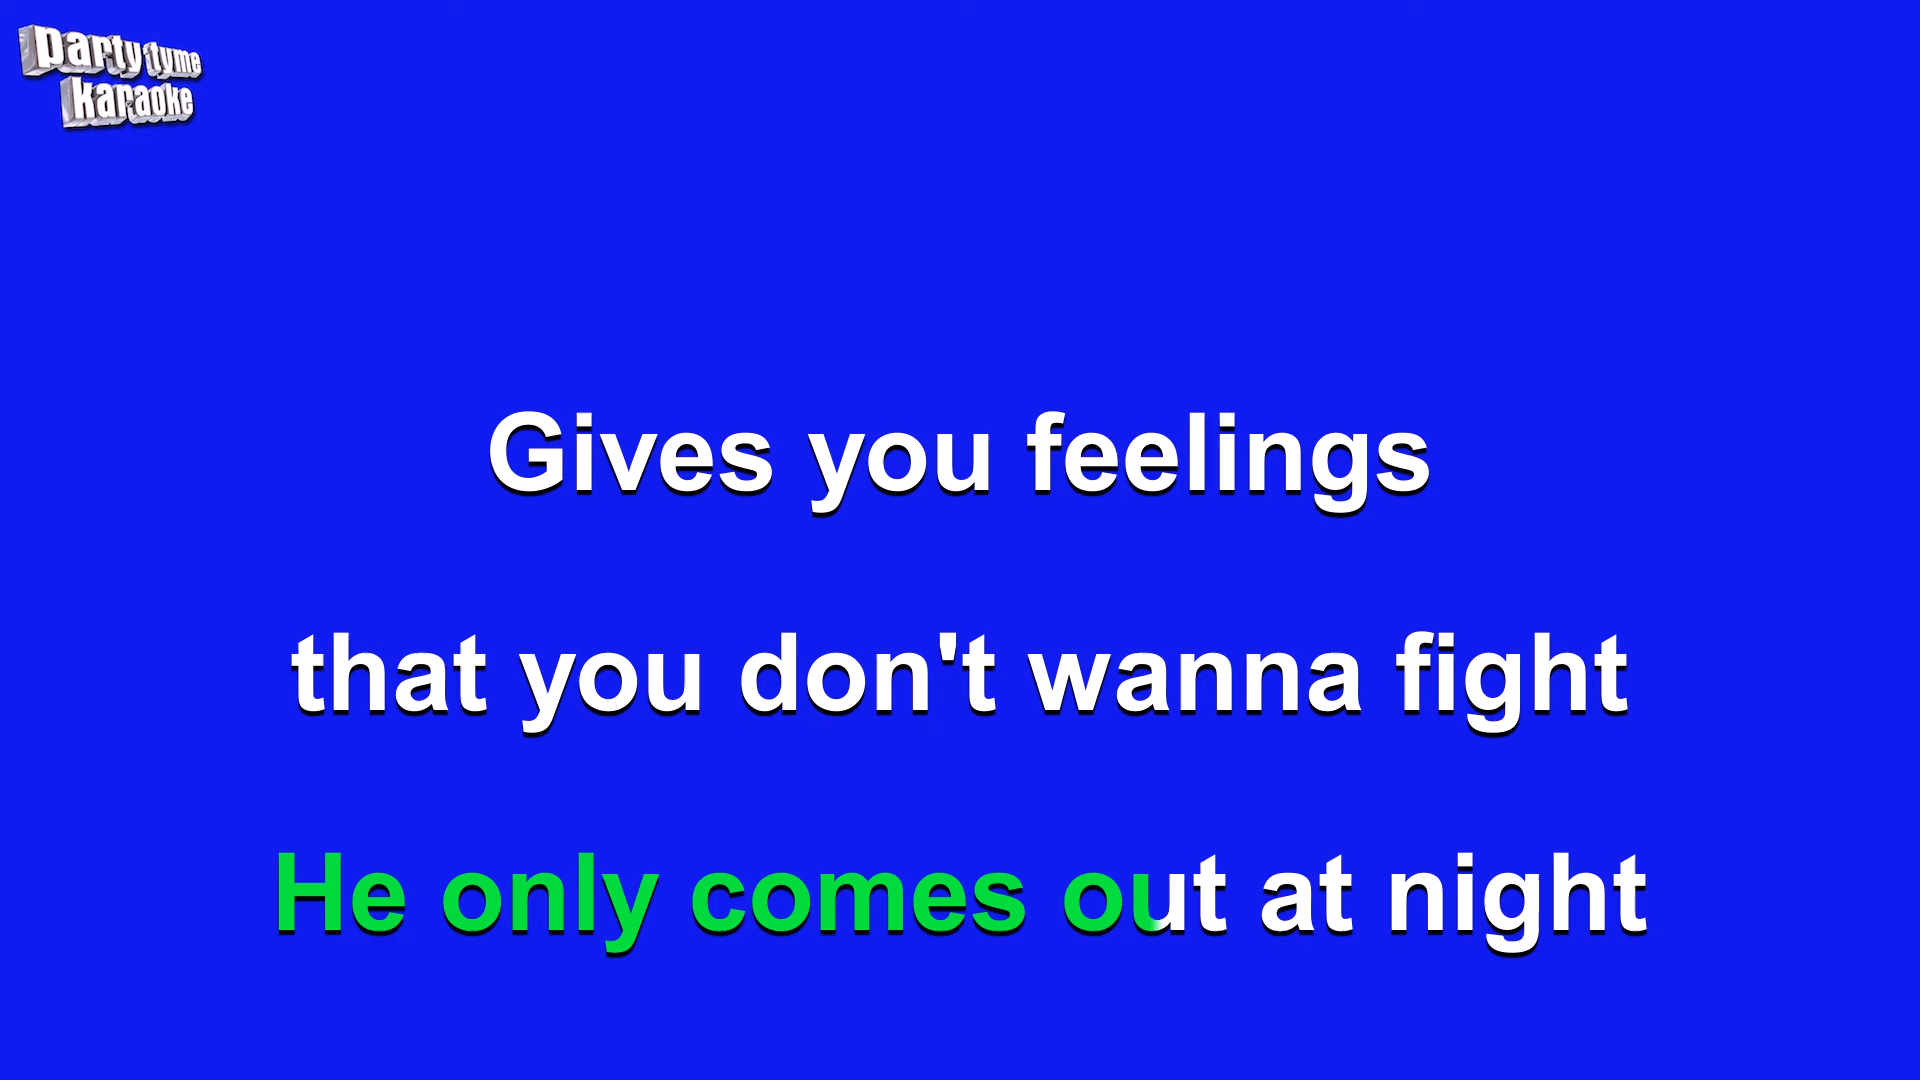 party tyme
karaoke
Gives you feelings
that you don't wanna fight
He only comes out at night